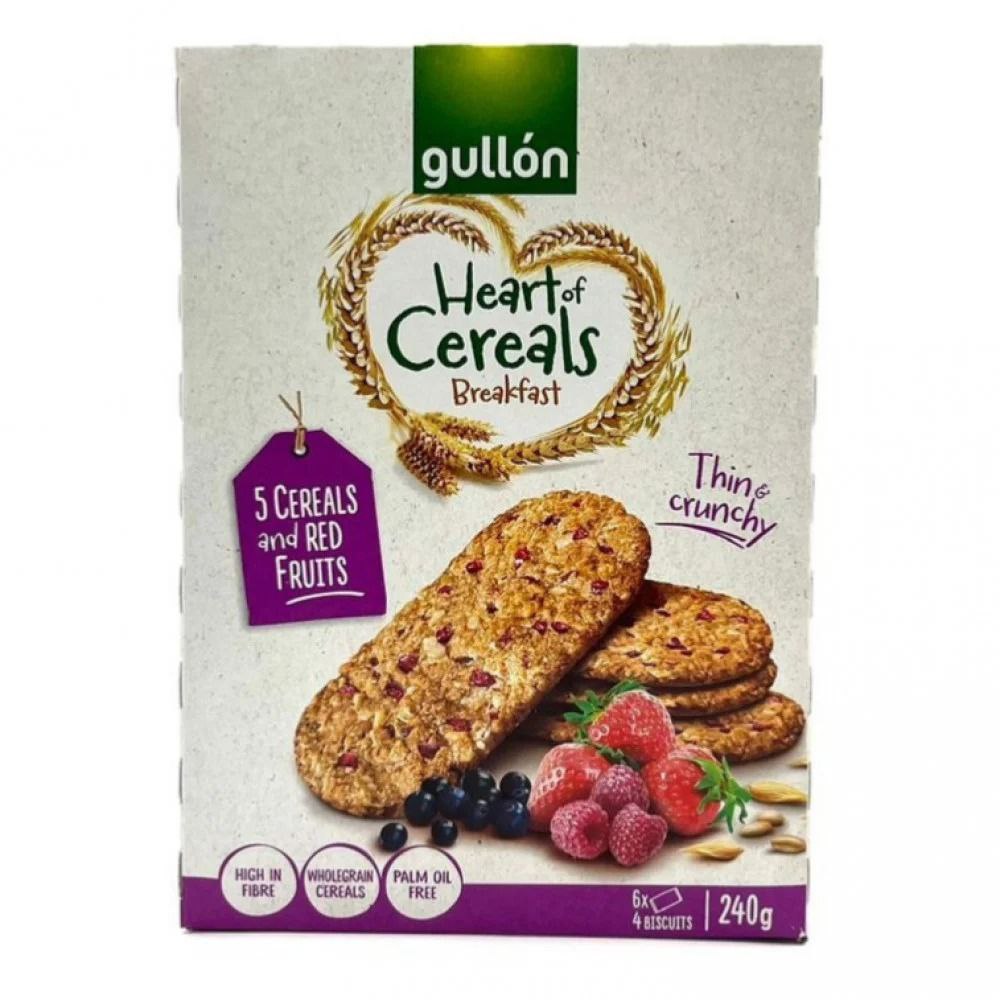 gullón
Heart of
Cereals
Breakfast
5 CEREALS
and RED
FRUITS
Thin &
crunchy
HIGH IN
FIBRE
WHOLEGRAIN
CEREALS
PALM OIL
FREE
6x
4 BISCUITS
240g